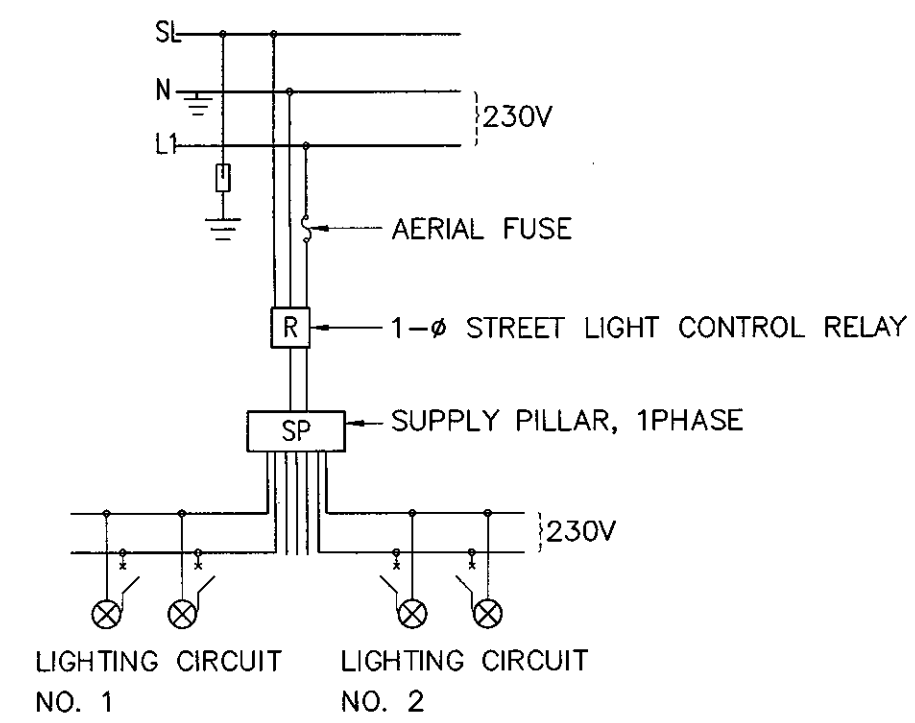 SL
N
230V
L1
AERIAL FUSE
R
1-ø STREET LIGHT CONTROL RELAY
SP
SUPPLY PILLAR, 1PHASE
230V
LIGHTING CIRCUIT
NO. 1
LIGHTING CIRCUIT
NO. 2